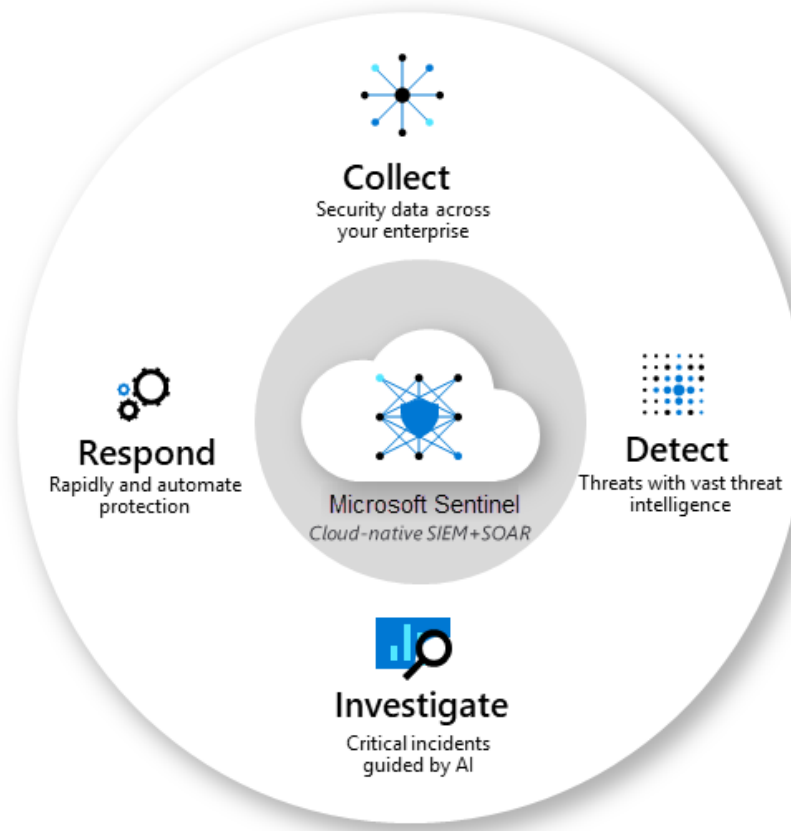 Collect
Security data across
your enterprise
Respond
Rapidly and automate
protection
Microsoft Sentinel
Cloud-native SIEM+SOAR
Detect
Threats with vast threat
intelligence
Investigate
Critical incidents
guided by AI